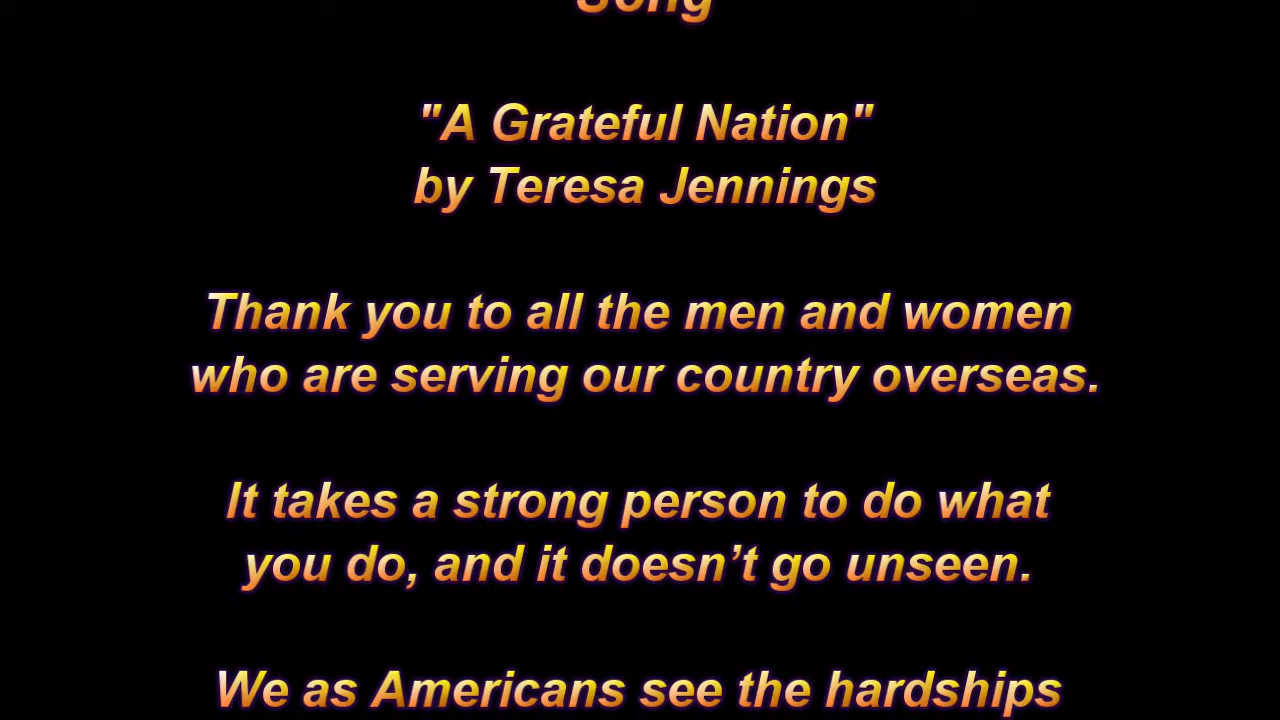 Song
"A Grateful Nation"
by Teresa Jennings
Thank you to all the men and women
who are serving our country overseas.
It takes a strong person to do what
you do, and it doesn’t go unseen.
We as Americans see the hardships